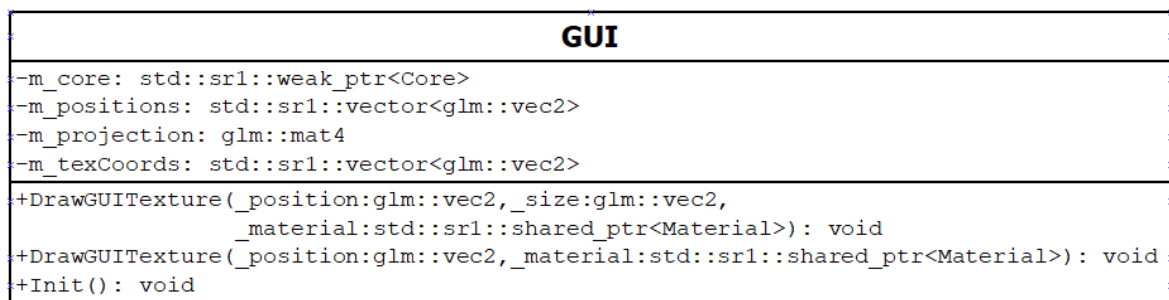 GUI
-m_core: std::sr1::weak_ptr<Core>
-m_positions: std::sr1::vector<glm::vec2>
-m_projection: glm::mat4
-m_texCoords: std::sr1::vector<glm::vec2>
+DrawGUITexture(_position:glm::vec2,_size:glm::vec2,
_material:std::sr1::shared_ptr<Material>): void
+DrawGUITexture(_position:glm::vec2,_material:std::sr1::shared_ptr<Material>): void
+Init(): void